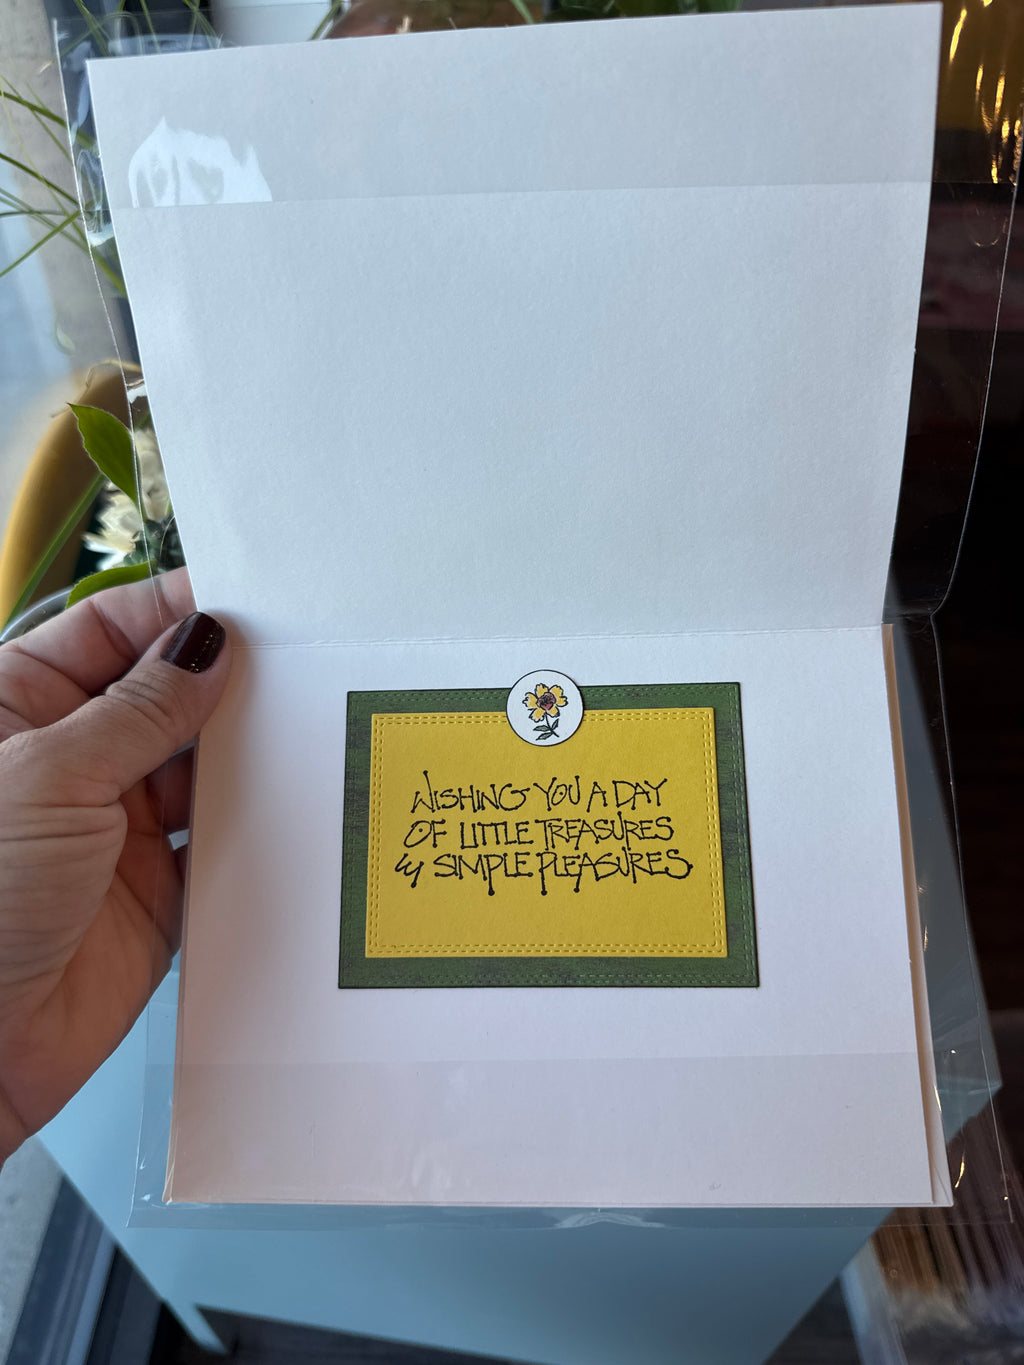 WISHING YOU A DAY
OF LITTLE TREASURES
& SIMPLE PLEASURES.